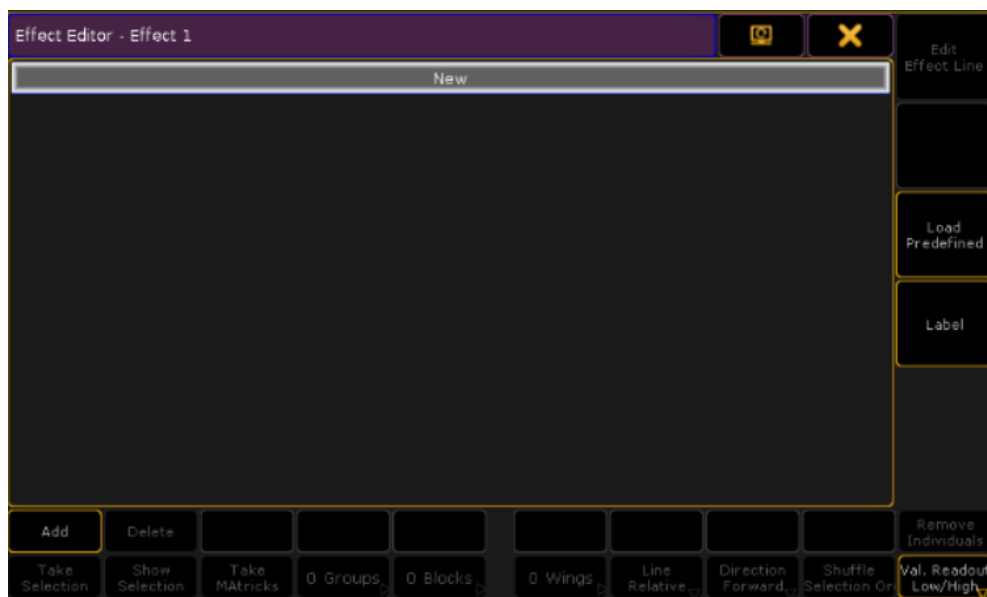 Effect Editor - Effect 1
Edit
Effect Line
New
Load
Predefined
Label
Add
Delete
Remove
Individuals
Take
Selection
Show
Selection
Take
MAtricks
0 Groups
0 Blocks
0 Wings
Line
Relative
Direction
Forward
Shuffle
Selection Or
Val. Readout
Low/High